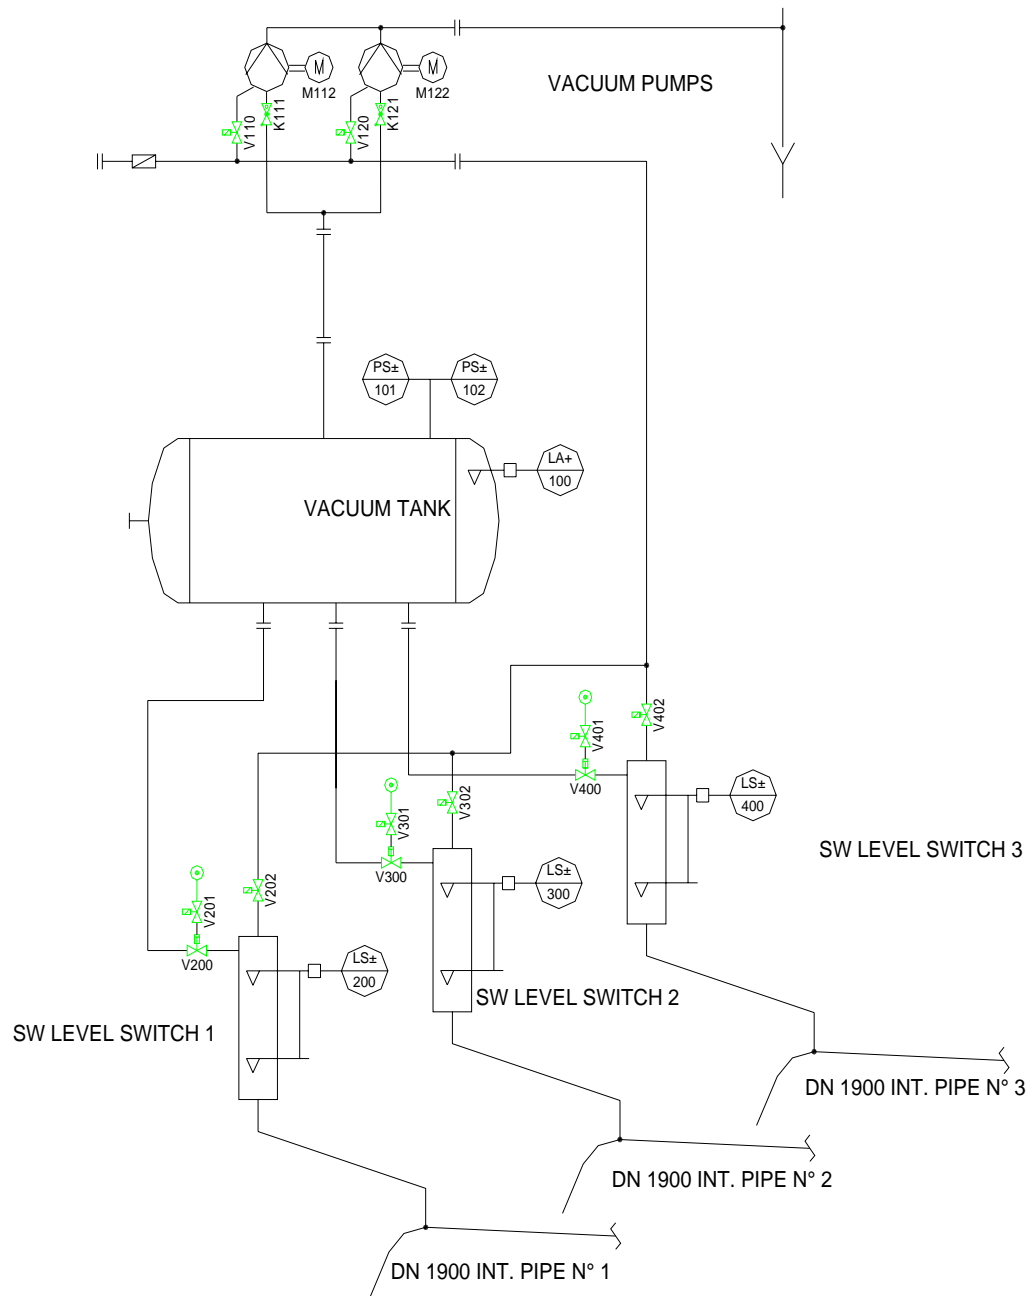 M
M
VACUUM PUMPS
M112
M122
V110
K111
V120
K121
PS±
101
PS±
102
LA+
100
VACUUM TANK
V401
V402
V400
LS±
400
V301
V302
V300
LS±
300
SW LEVEL SWITCH 3
V201
V202
V200
LS±
200
SW LEVEL SWITCH 2
SW LEVEL SWITCH 1
DN 1900 INT. PIPE N° 3
DN 1900 INT. PIPE N° 2
DN 1900 INT. PIPE N° 1